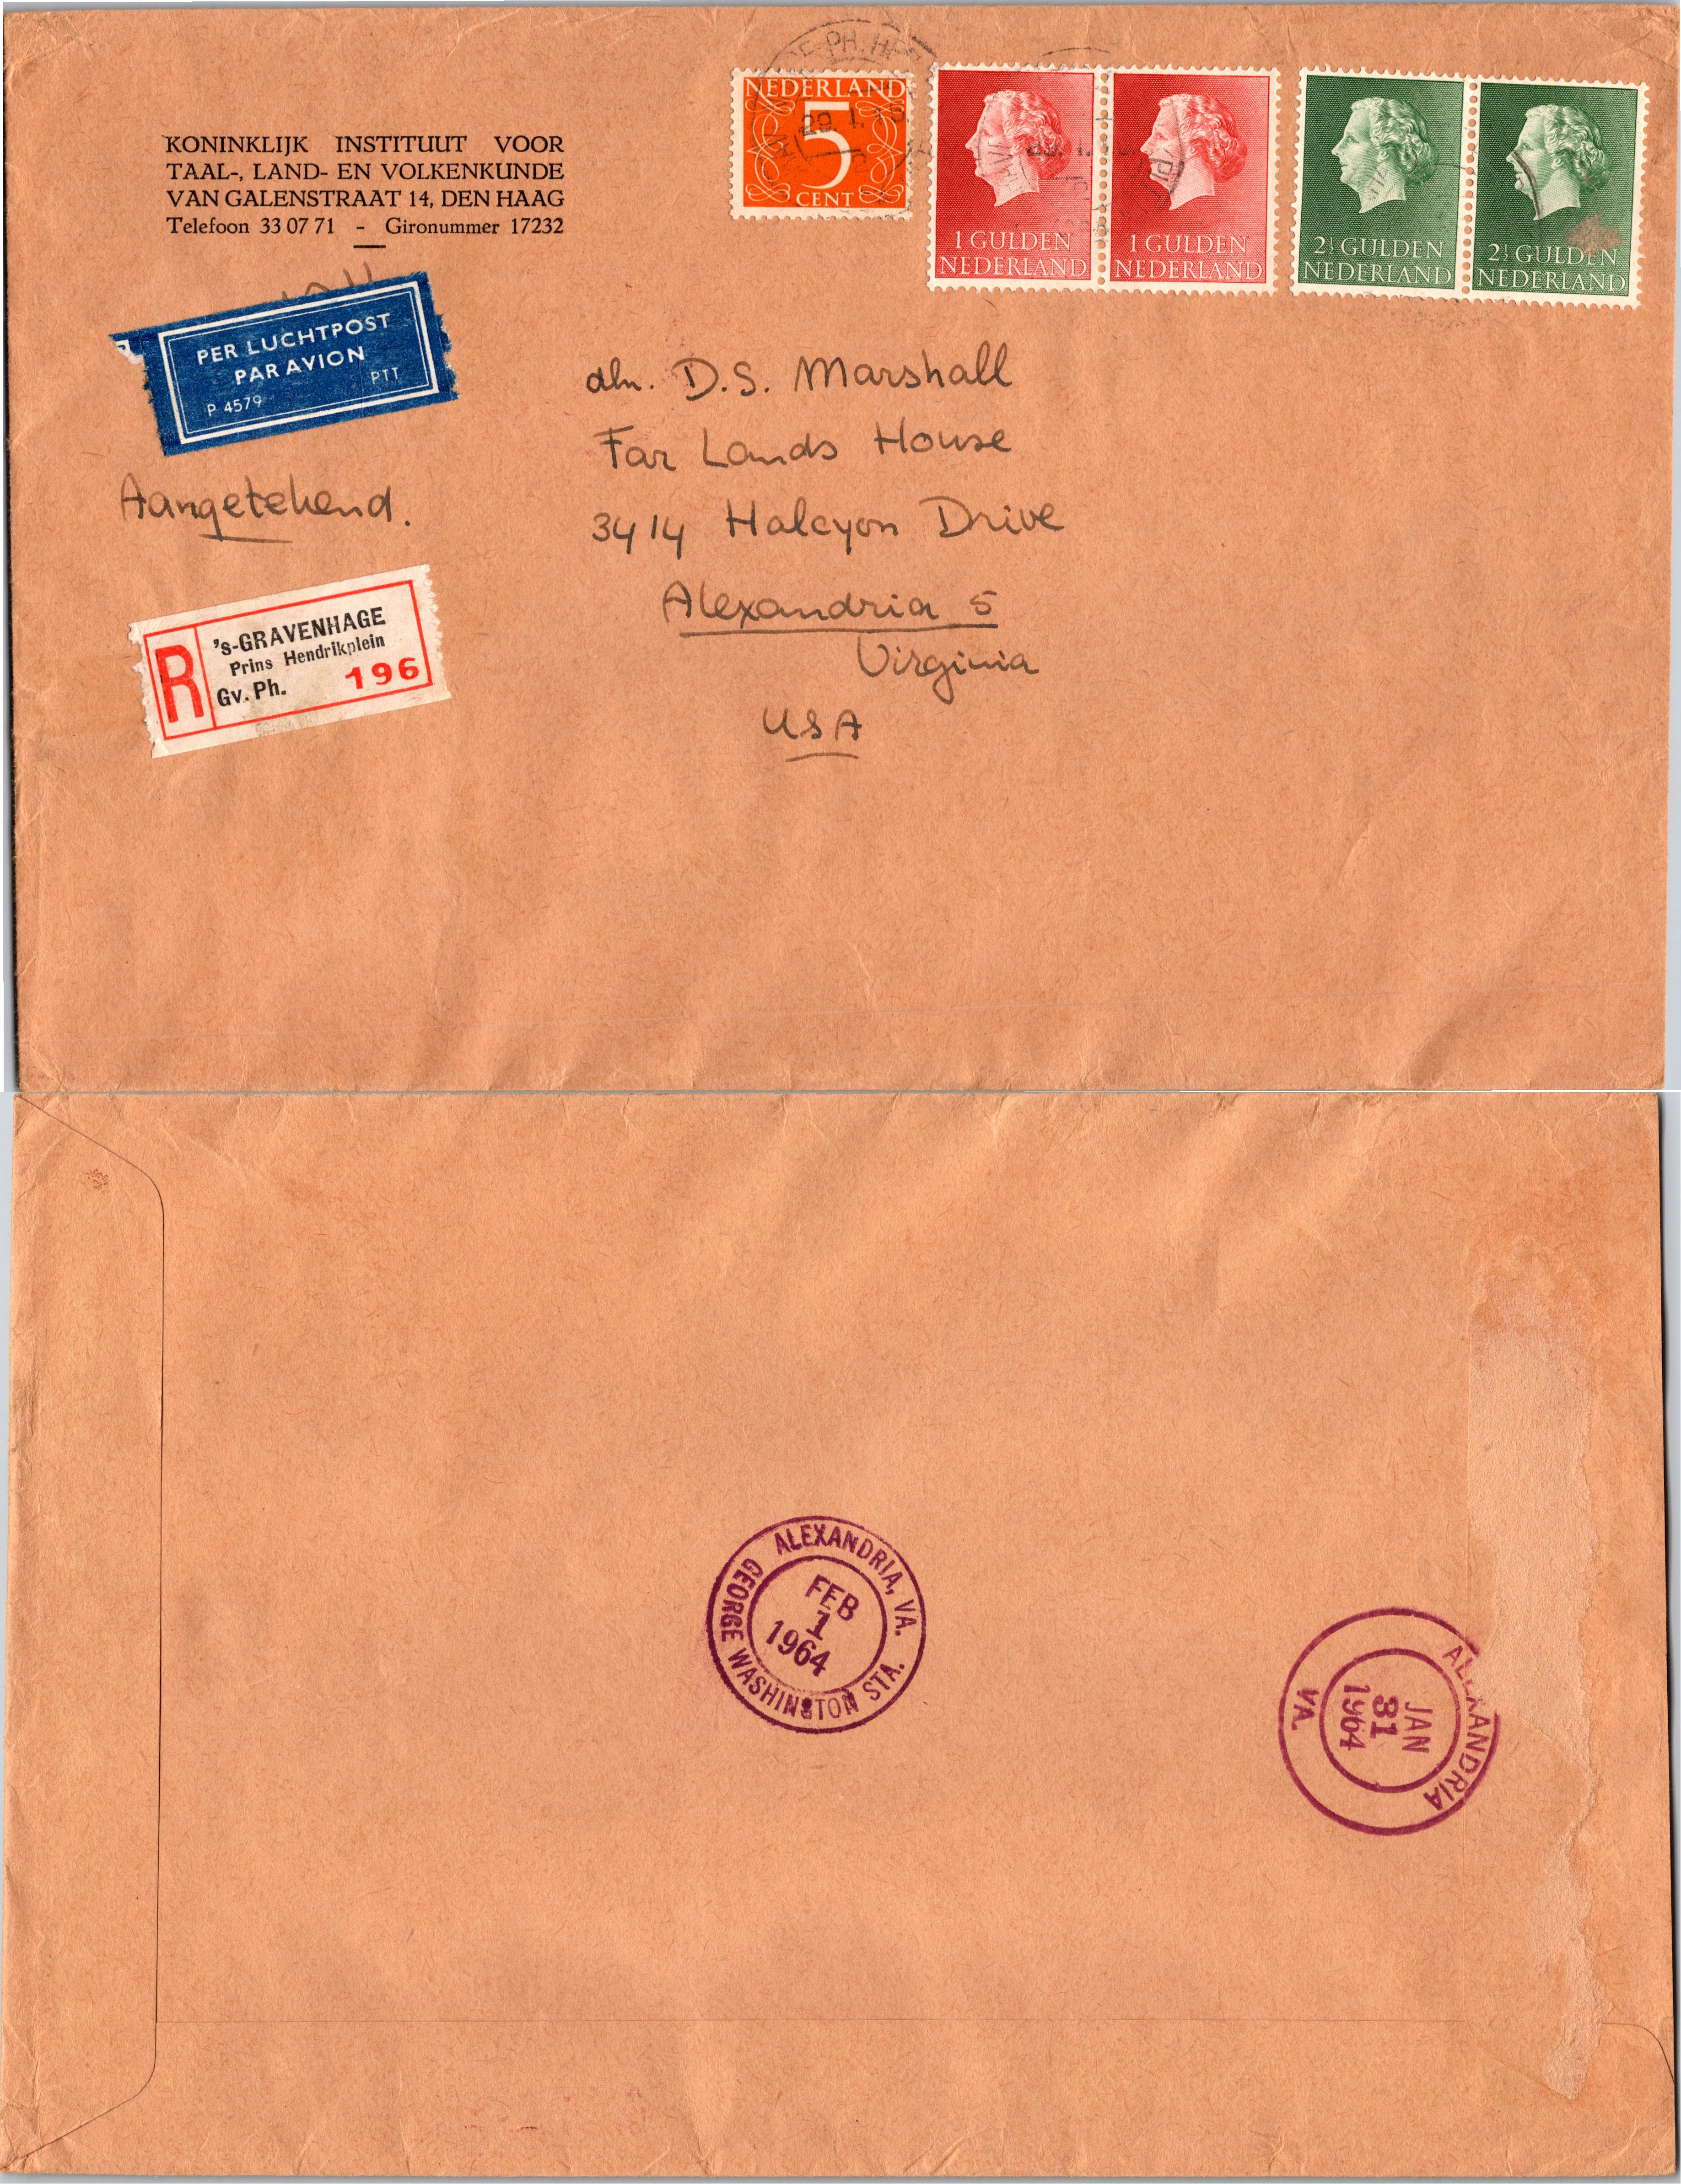 KONINKLIJK INSTITUUT VOOR
TAAL-, LAND- EN VOLKENKUNDE
VAN GALENSTRAAT 14, DEN HAAG
Telefoon 33 07 71 - Gironummer 17232
NEDERLAND
5
CENT
29. 1.
1 GULDEN
NEDERLAND
1 GULDEN
NEDERLAND
2½ GULDEN
NEDERLAND
2½ GULDEN
NEDERLAND
PER LUCHTPOST
PAR AVION
PTT
P 4579
Aangetekend.
R
's-GRAVENHAGE
Prins Hendrikplein
Gv. Ph. 196
dhr. D.S. Marshall
Far Lands House
3414 Halcyon Drive
Alexandria 5
Virginia
USA
ALEXANDRIA, VA.
FEB
1
1964
GEORGE WASHINGTON STA.
ALEXANDRIA
JAN
31
1964
VA.